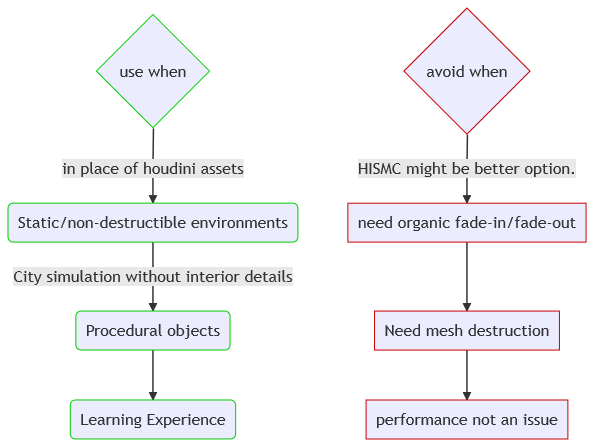 use when
in place of houdini assets
Static/non-destructible environments
City simulation without interior details
Procedural objects
Learning Experience
avoid when
HISMC might be better option.
need organic fade-in/fade-out
Need mesh destruction
performance not an issue